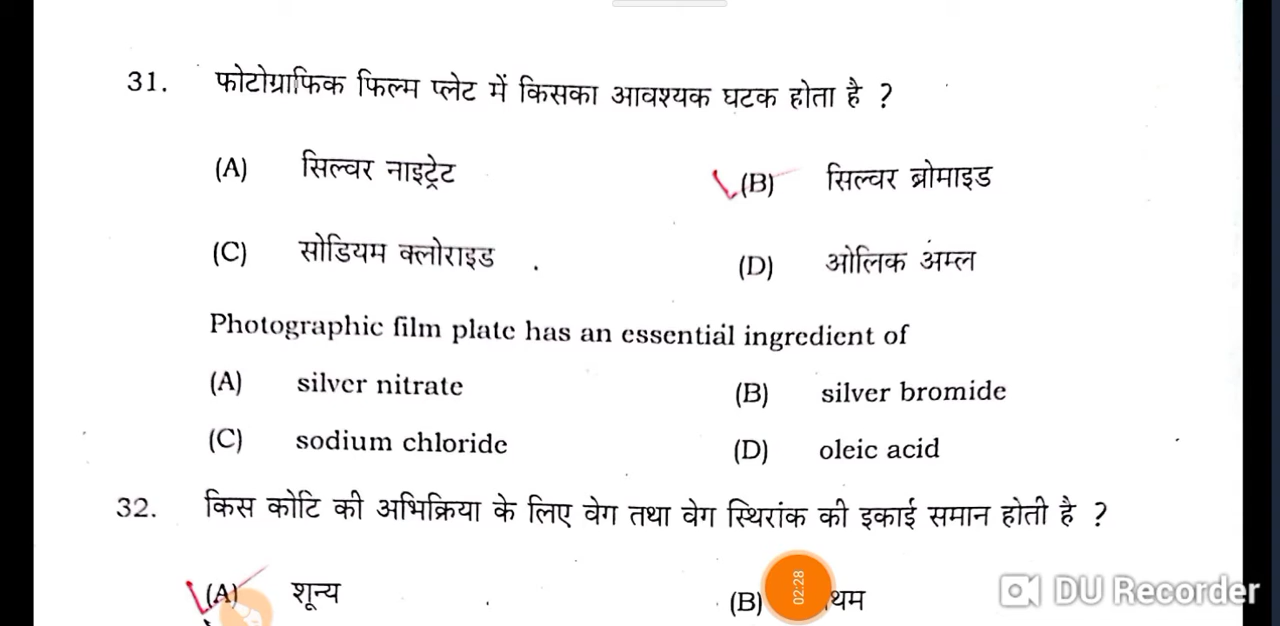 31. फोटोग्राफिक फिल्म प्लेट में किसका आवश्यक घटक होता है ?
(A) सिल्वर नाइट्रेट (B) सिल्वर ब्रोमाइड
(C) सोडियम क्लोराइड (D) ओलिक अम्ल
Photographic film plate has an essential ingredient of
(A) silver nitrate (B) silver bromide
(C) sodium chloride (D) oleic acid
32. किस कोटि की अभिक्रिया के लिए वेग तथा वेग स्थिरांक की इकाई समान होती है ?
(A) शून्य (B)
02:28
DU Recorder